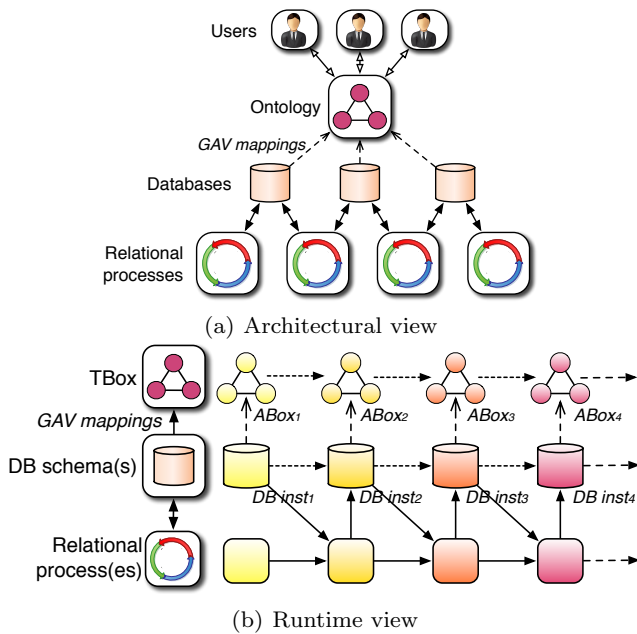 Users
Ontology
GAV mappings
Databases
Relational
processes
(a) Architectural view
TBox
ABox1 ABox2 ABox3 ABox4
GAV mappings
DB schema(s)
DB inst1 DB inst2 DB inst3 DB inst4
Relational
process(es)
(b) Runtime view